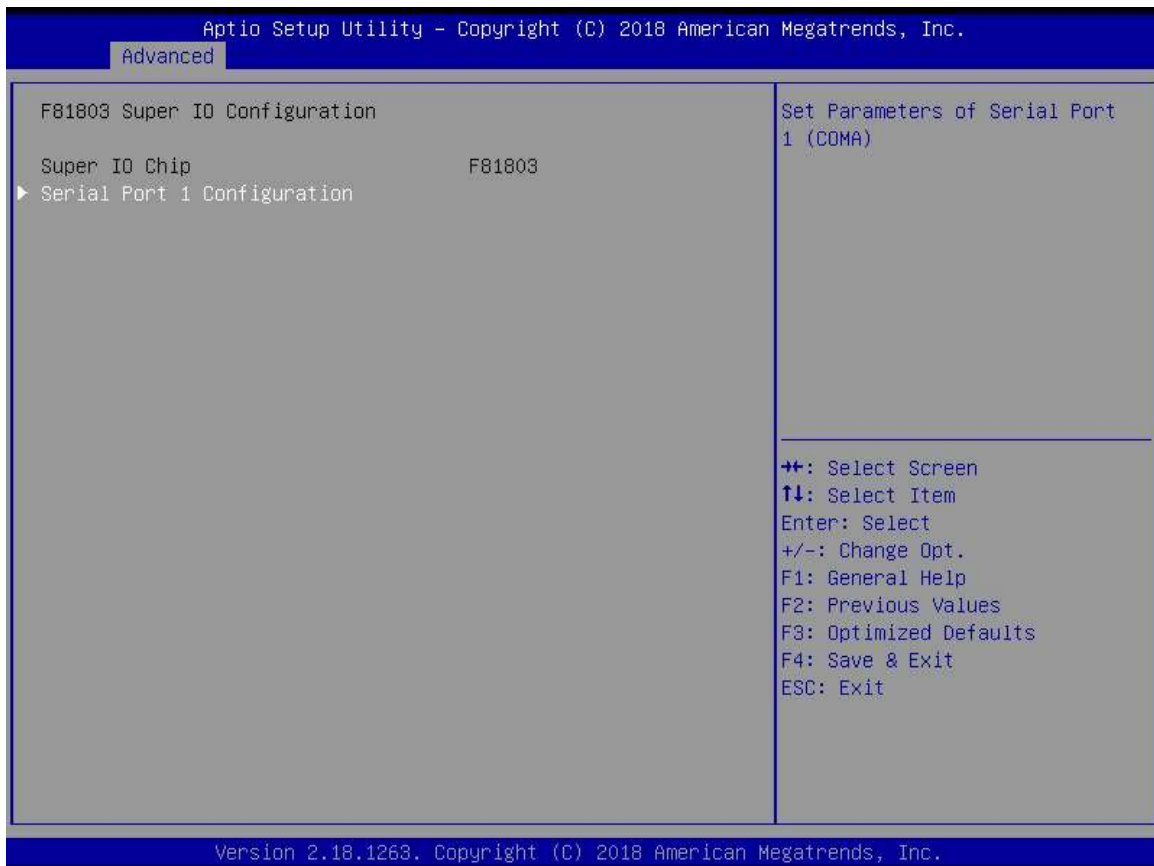 Aptio Setup Utility – Copyright (C) 2018 American Megatrends, Inc.
Advanced
F81803 Super IO Configuration
Super IO Chip F81803
▶ Serial Port 1 Configuration
Set Parameters of Serial Port
1 (COMA)
→←: Select Screen
↑↓: Select Item
Enter: Select
+/-: Change Opt.
F1: General Help
F2: Previous Values
F3: Optimized Defaults
F4: Save & Exit
ESC: Exit
Version 2.18.1263. Copyright (C) 2018 American Megatrends, Inc.